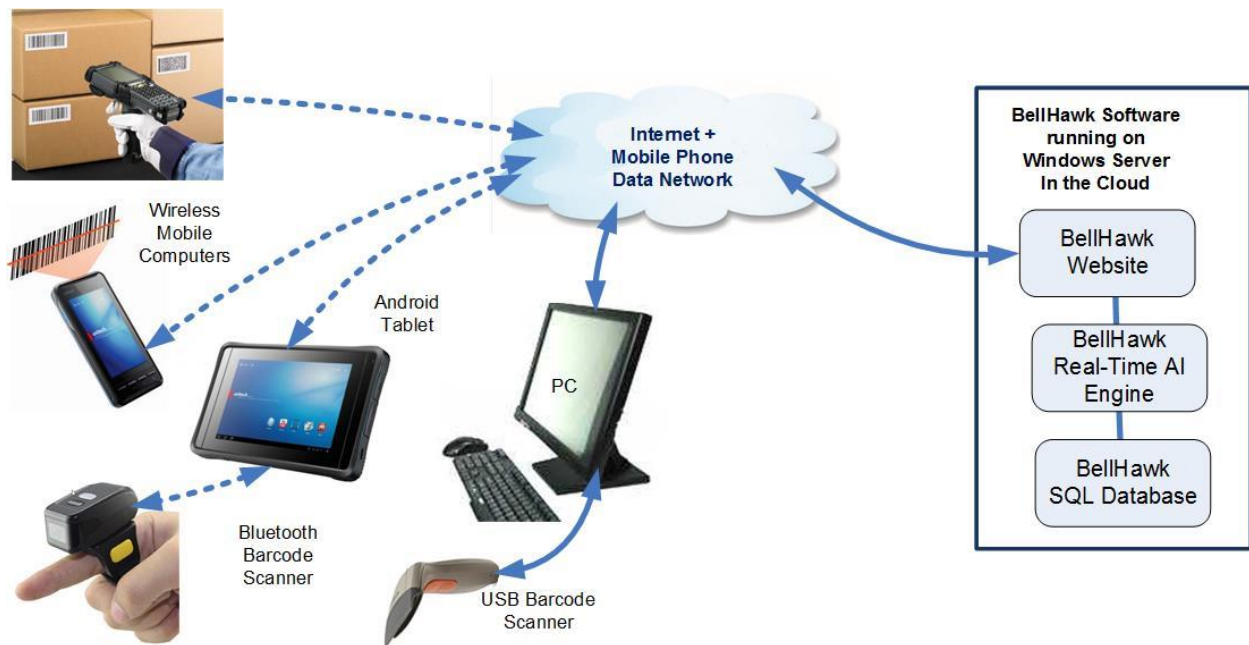 Internet +
Mobile Phone
Data Network
BellHawk Software
running on
Windows Server
In the Cloud
BellHawk
Website
BellHawk
Real-Time AI
Engine
BellHawk
SQL Database
Wireless
Mobile
Computers
Android
Tablet
PC
Bluetooth
Barcode
Scanner
USB Barcode
Scanner